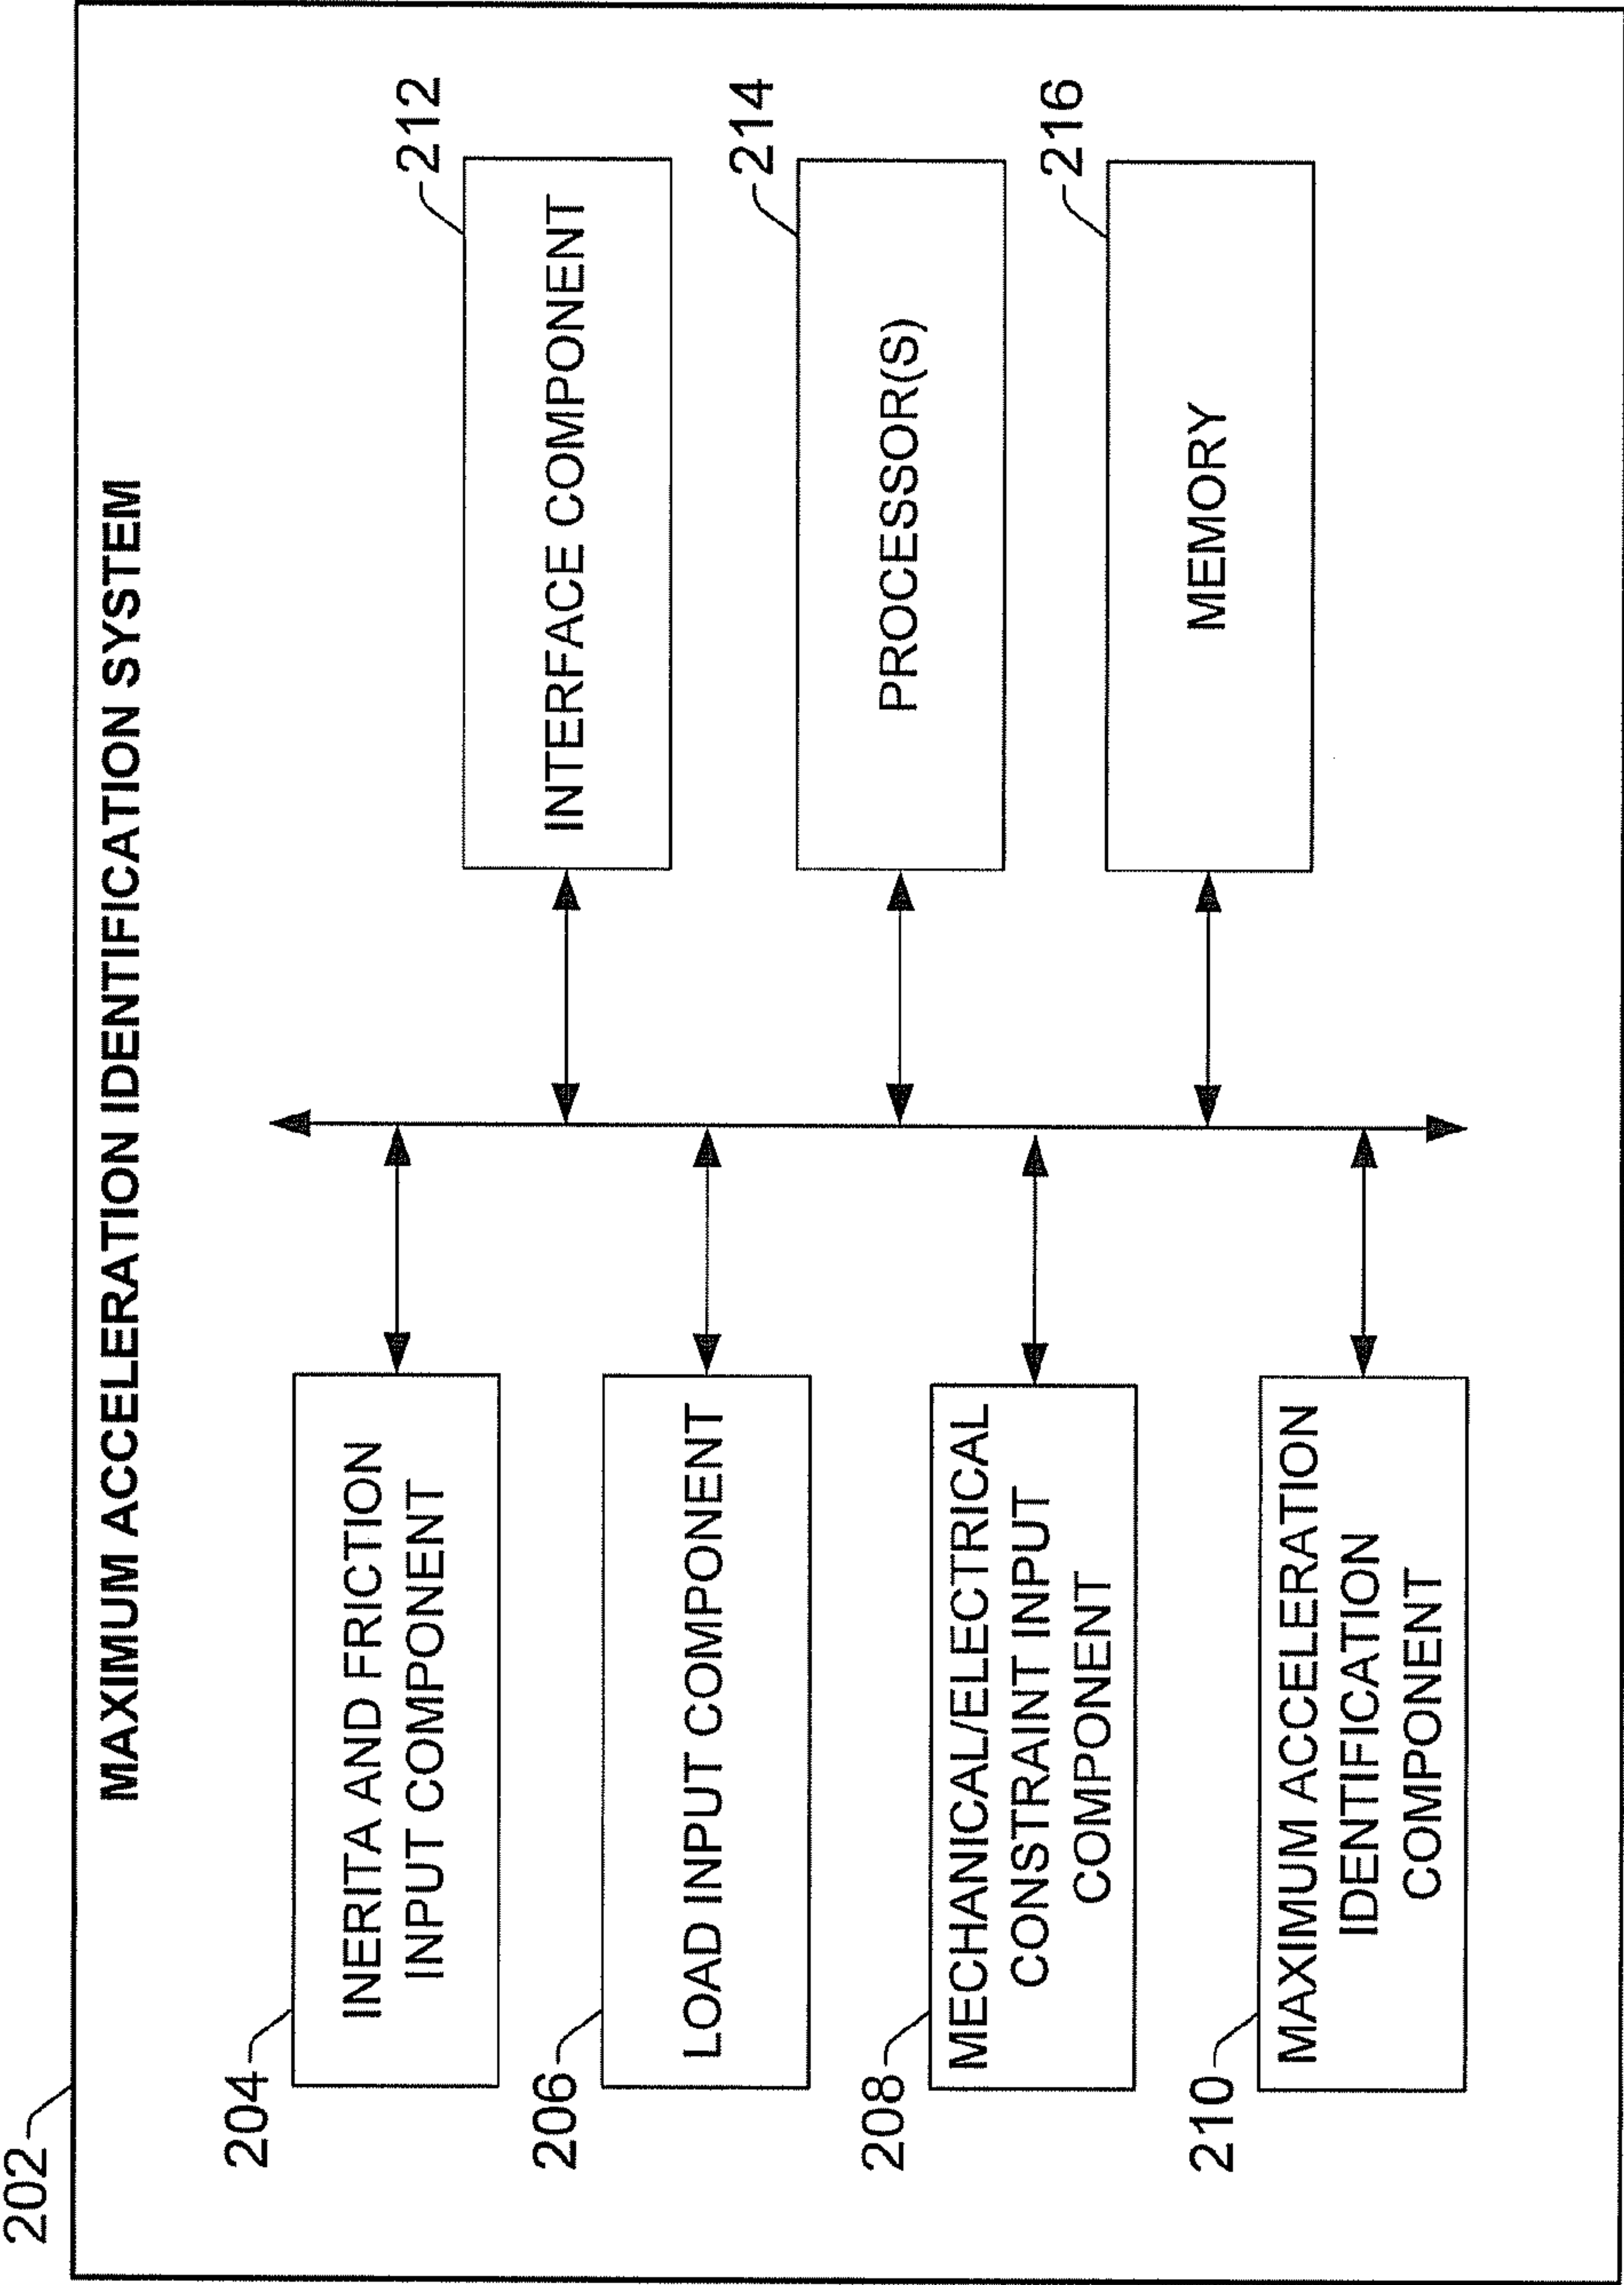 202
MAXIMUM ACCELERATION IDENTIFICATION SYSTEM
204
INERITA AND FRICTION
INPUT COMPONENT
206
LOAD INPUT COMPONENT
208
MECHANICAL/ELECTRICAL
CONSTRAINT INPUT
COMPONENT
210
MAXIMUM ACCELERATION
IDENTIFICATION
COMPONENT
212
INTERFACE COMPONENT
214
PROCESSOR(S)
216
MEMORY